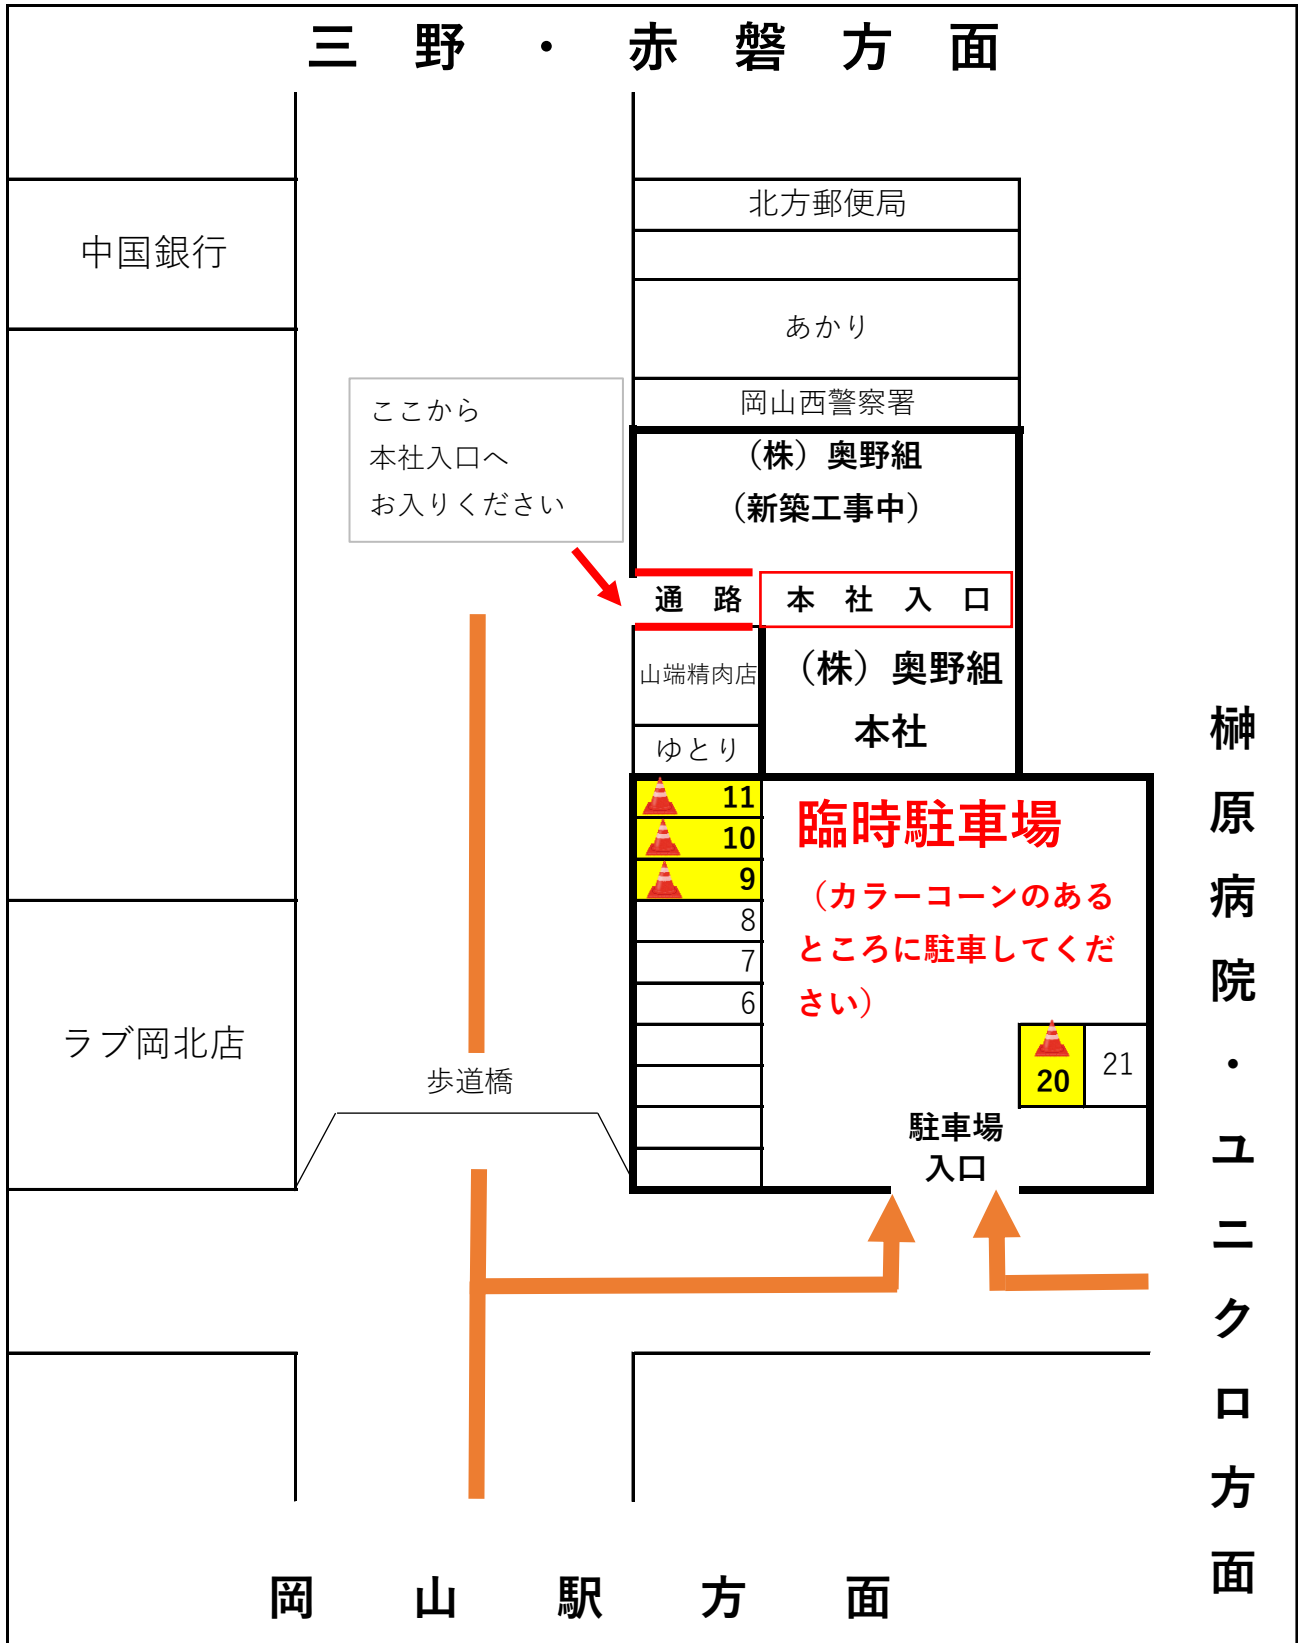 三野・赤磐方面
北方郵便局
中国銀行
あかり
岡山西警察署
ここから
本社入口へ
お入りください
（株）奥野組
（新築工事中）
通路
本社入口
山端精肉店
（株）奥野組
本社
ゆとり
11
10
9
8
7
6
臨時駐車場
（カラーコーンのある
ところに駐車してくだ
さい）
20
21
駐車場
入口
ラブ岡北店
歩道橋
榊原病院・ユニクロ方面
岡山駅方面